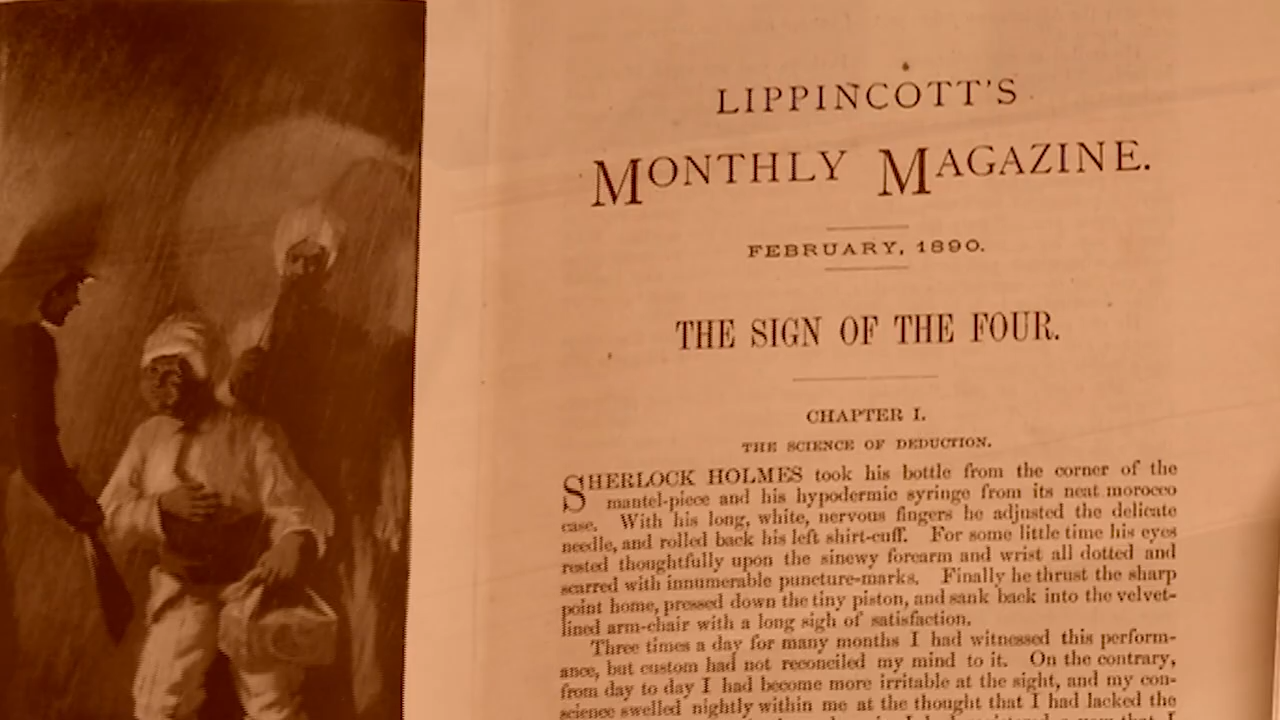 LIPPINCOTT'S
MONTHLY MAGAZINE.
FEBRUARY, 1890.
THE SIGN OF THE FOUR.
CHAPTER I.
THE SCIENCE OF DEDUCTION.
SHERLOCK HOLMES took his bottle from the corner of the
mantel-piece and his hypodermic syringe from its neat morocco
case. With his long, white, nervous fingers he adjusted the delicate
needle, and rolled back his left shirt-cuff. For some little time his eyes
rested thoughtfully upon the sinewy forearm and wrist all dotted and
scarred with innumerable puncture-marks. Finally he thrust the sharp
point home, pressed down the tiny piston, and sank back into the velvet-
lined arm-chair with a long sigh of satisfaction.
Three times a day for many months I had witnessed this perform-
ance, but custom had not reconciled my mind to it. On the contrary,
from day to day I had become more irritable at the sight, and my con-
science swelled nightly within me at the thought that I had lacked the